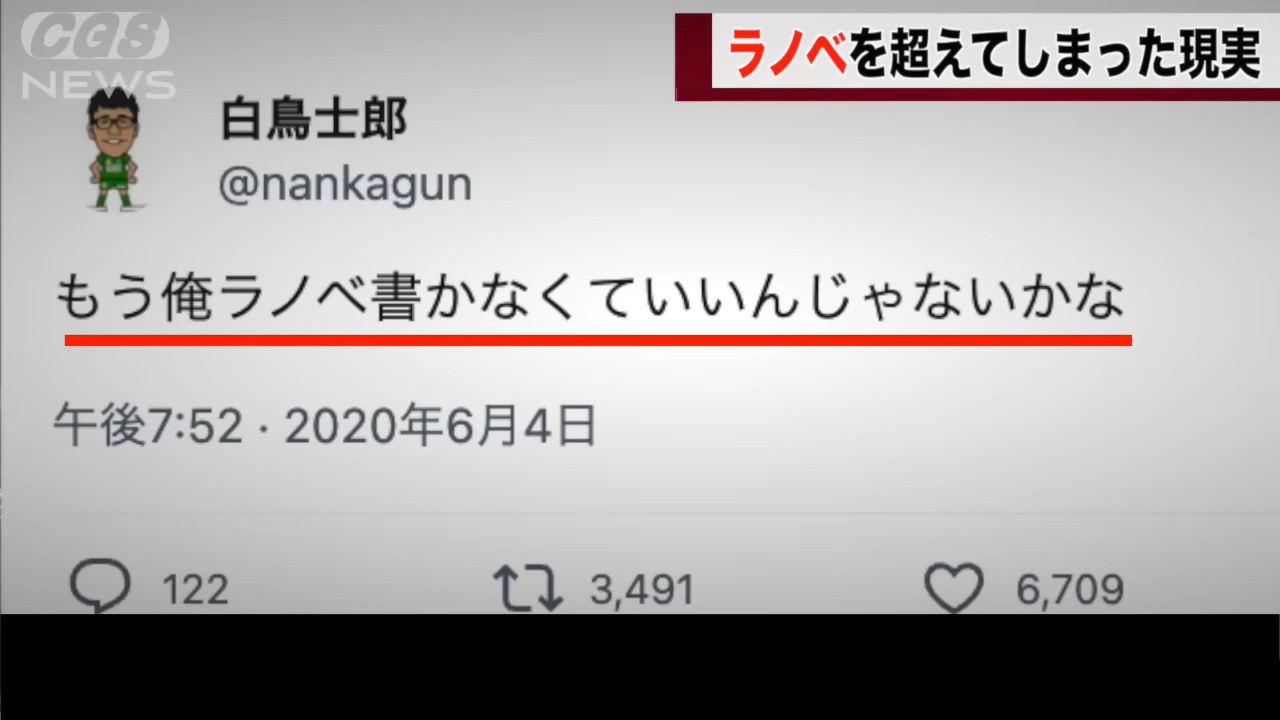 CGS
NEWS
ラノベを超えてしまった現実
白鳥士郎
@nankagun
もう俺ラノベ書かなくていいんじゃないかな
午後7:52 · 2020年6月4日
122
3,491
6,709